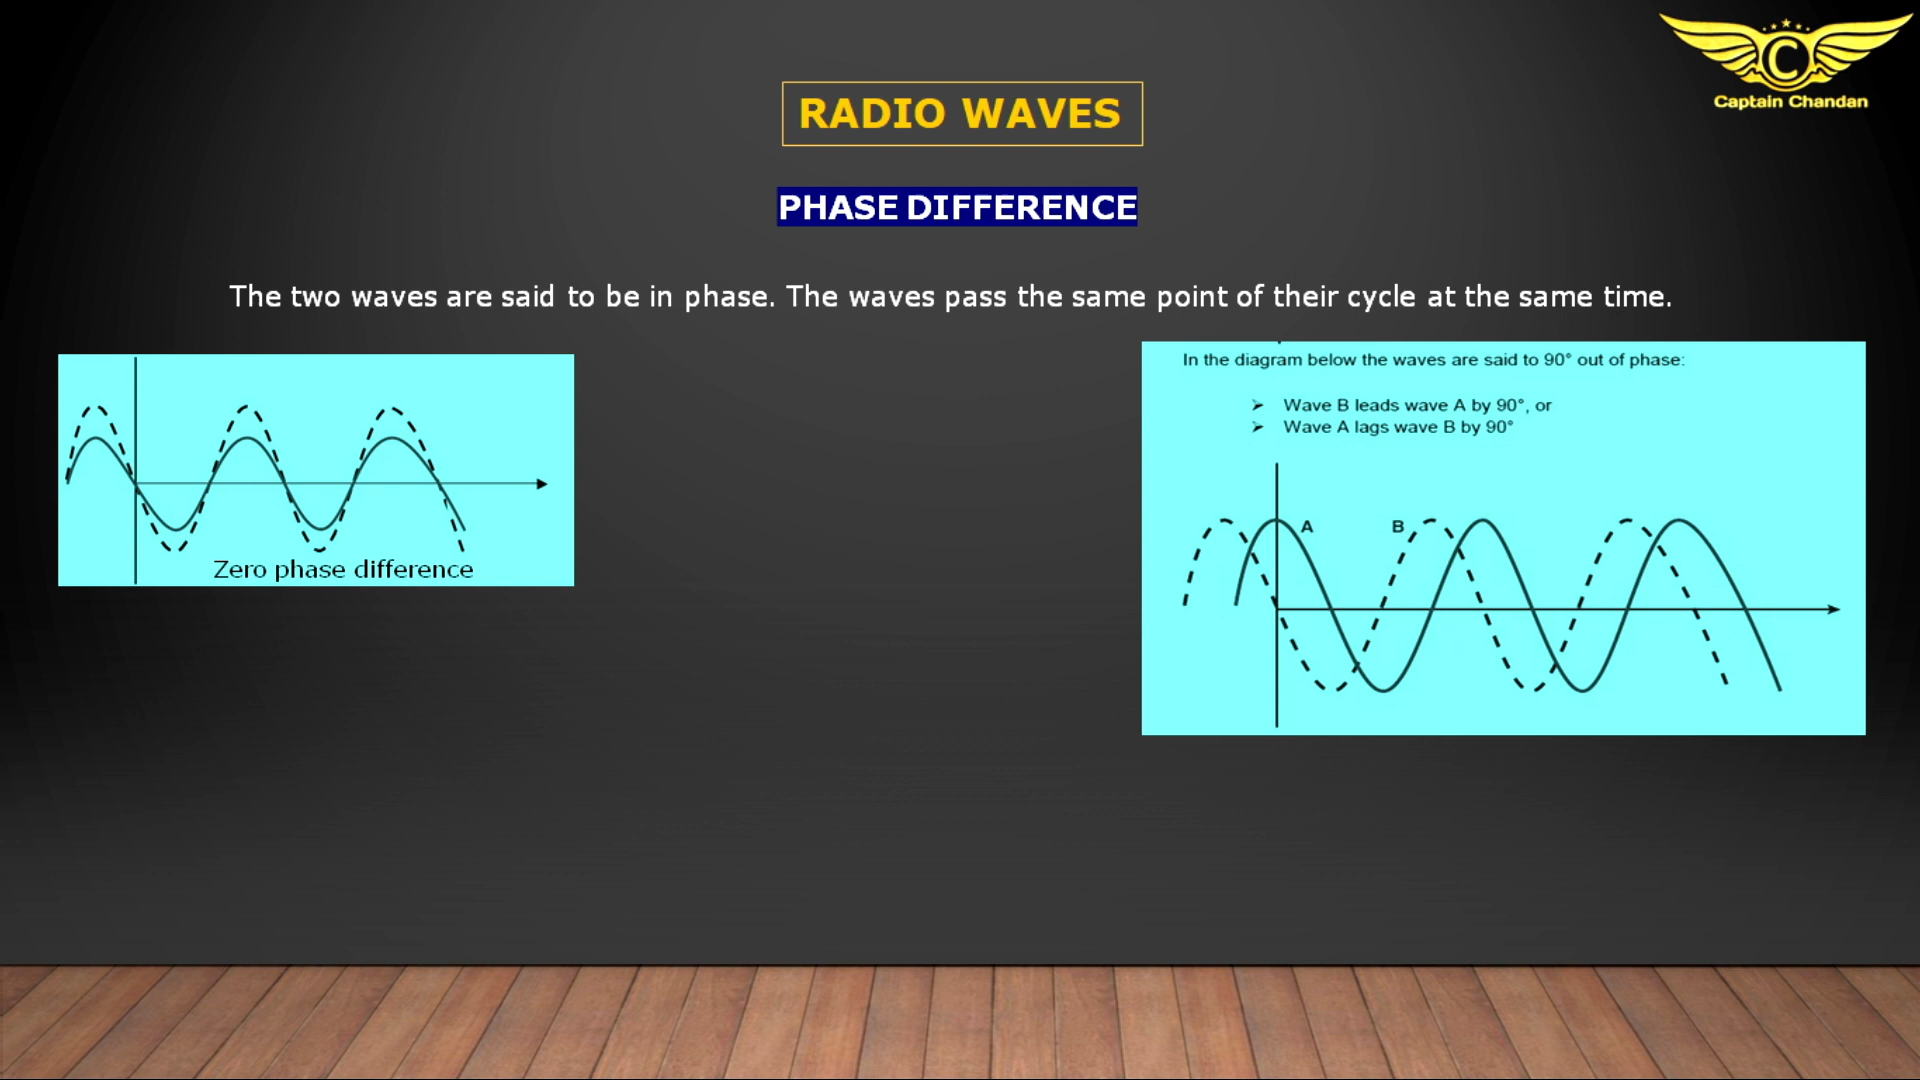 C
Captain Chandan
RADIO WAVES
PHASE DIFFERENCE
The two waves are said to be in phase. The waves pass the same point of their cycle at the same time.
Zero phase difference
In the diagram below the waves are said to 90° out of phase:
➢ Wave B leads wave A by 90°, or
➢ Wave A lags wave B by 90°
A
B